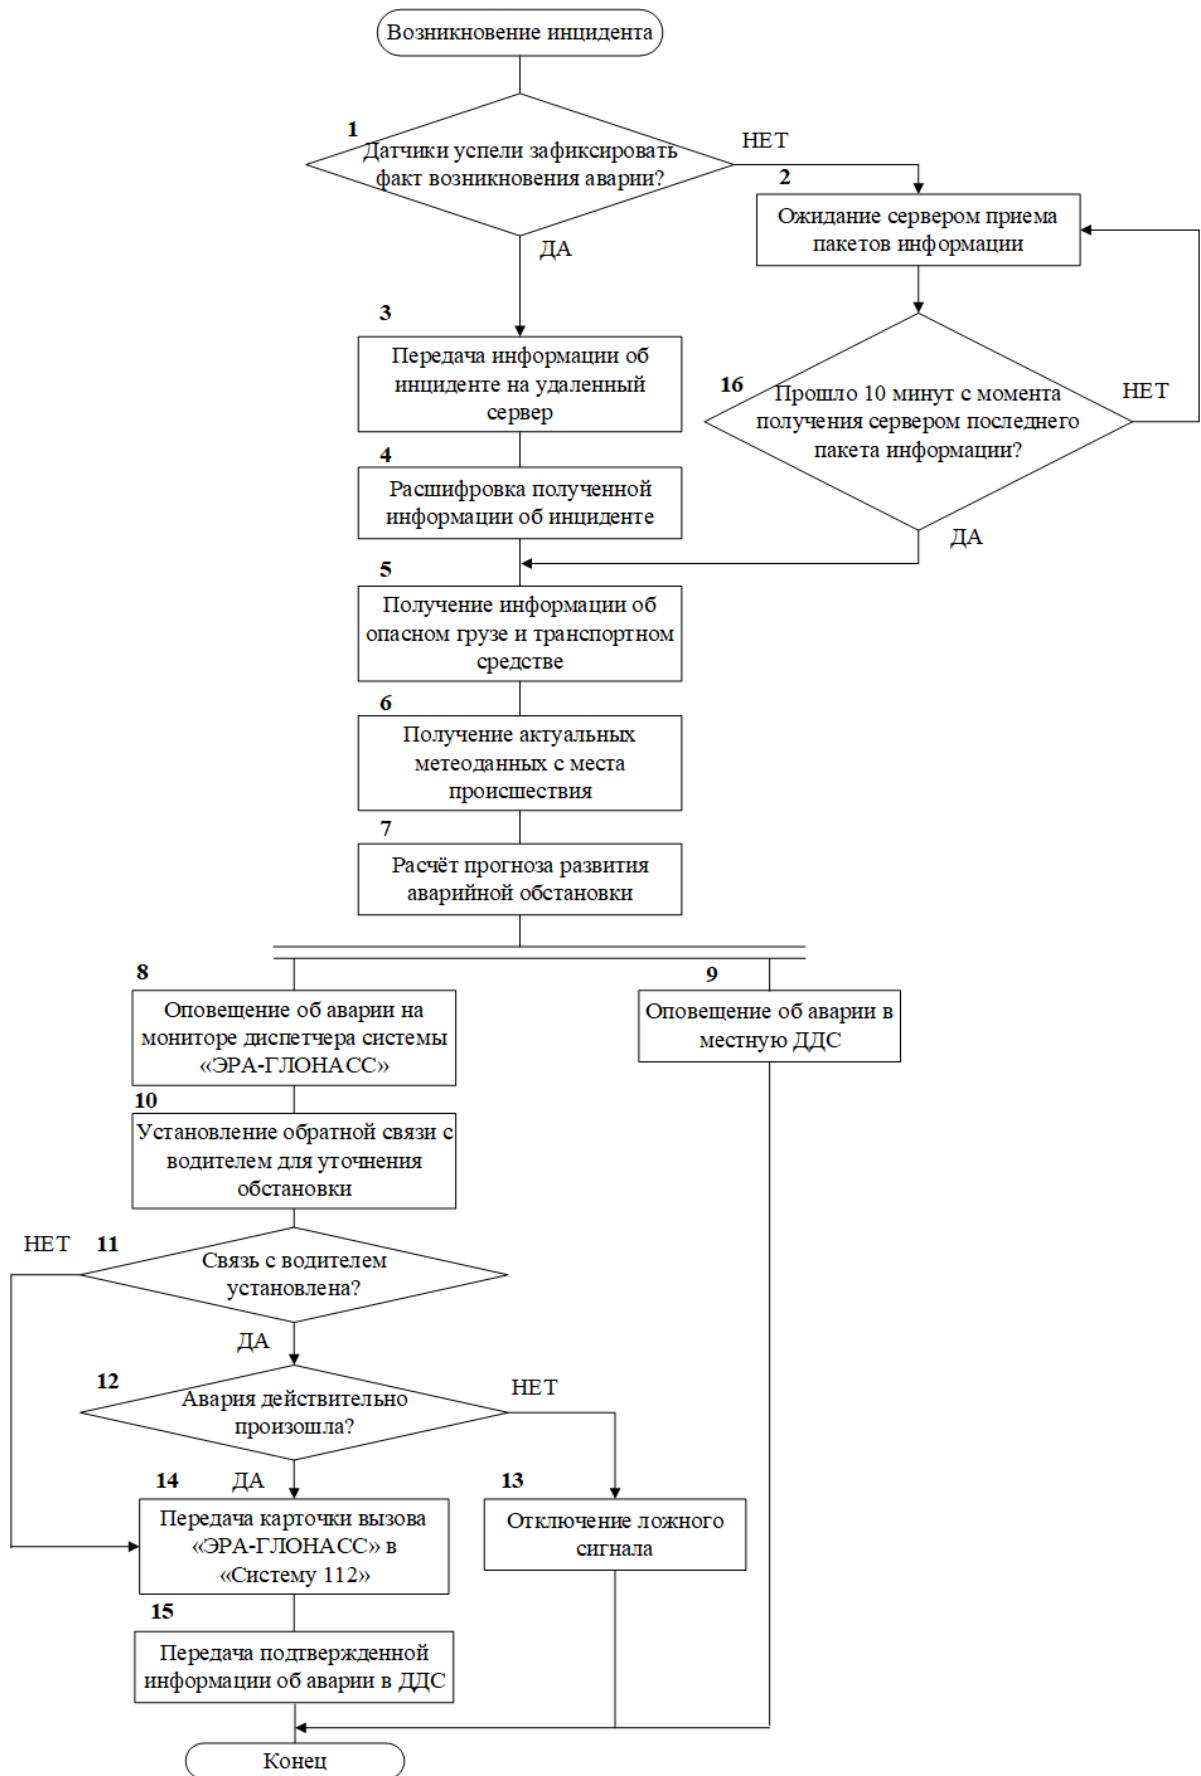 Возникновение инцидента
1
Датчики успели зафиксировать
факт возникновения аварии?
НЕТ
ДА
2
Ожидание сервером приема
пакетов информации
3
Передача информации об
инциденте на удаленный
сервер
16
Прошло 10 минут с момента
получения сервером последнего
пакета информации?
НЕТ
ДА
4
Расшифровка полученной
информации об инциденте
5
Получение информации об
опасном грузе и транспортном
средстве
6
Получение актуальных
метеоданных с места
происшествия
7
Расчёт прогноза развития
аварийной обстановки
8
Оповещение об аварии на
мониторе диспетчера системы
«ЭРА-ГЛОНАСС»
9
Оповещение об аварии в
местную ДДС
10
Установление обратной связи с
водителем для уточнения
обстановки
НЕТ
11
Связь с водителем
установлена?
ДА
12
Авария действительно
произошла?
НЕТ
ДА
14
Передача карточки вызова
«ЭРА-ГЛОНАСС» в
«Систему 112»
13
Отключение ложного
сигнала
15
Передача подтвержденной
информации об аварии в ДДС
Конец